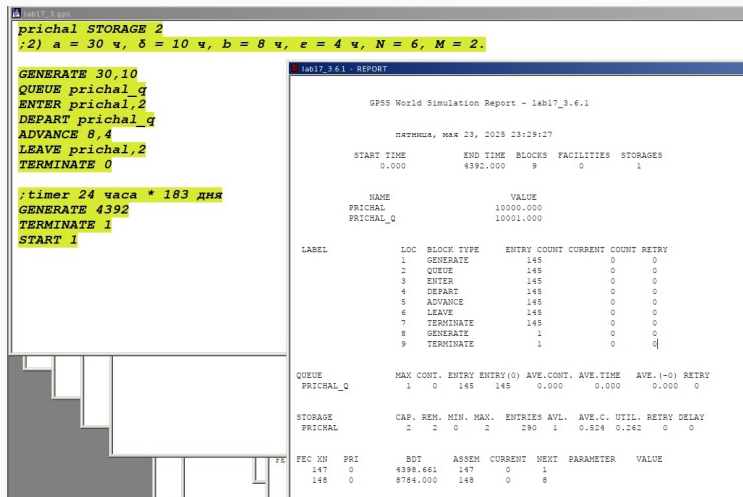 lab17_3.gps
prichal STORAGE 2
;2) a = 30 ч, δ = 10 ч, b = 8 ч, ε = 4 ч, N = 6, M = 2.
GENERATE 30,10
QUEUE prichal_q
ENTER prichal,2
DEPART prichal_q
ADVANCE 8,4
LEAVE prichal,2
TERMINATE 0
;timer 24 часа * 183 дня
GENERATE 4392
TERMINATE 1
START 1
lab17_3.6.1 - REPORT
GPSS World Simulation Report - lab17_3.6.1
пятница, мая 23, 2025 23:29:27
START TIME END TIME BLOCKS FACILITIES STORAGES
0.000 4392.000 9 0 1
NAME VALUE
PRICHAL 10000.000
PRICHAL_Q 10001.000
LABEL LOC BLOCK TYPE ENTRY COUNT CURRENT COUNT RETRY
1 GENERATE 145 0 0
2 QUEUE 145 0 0
3 ENTER 145 0 0
4 DEPART 145 0 0
5 ADVANCE 145 0 0
6 LEAVE 145 0 0
7 TERMINATE 145 0 0
8 GENERATE 1 0 0
9 TERMINATE 1 0 0
QUEUE MAX CONT. ENTRY ENTRY(0) AVE.CONT. AVE.TIME AVE.(-0) RETRY
PRICHAL_Q 1 0 145 145 0.000 0.000 0.000 0
STORAGE CAP. REM. MIN. MAX. ENTRIES AVL. AVE.C. UTIL. RETRY DELAY
PRICHAL 2 2 0 2 290 1 0.524 0.262 0 0
FEC XN PRI BDT ASSEM CURRENT NEXT PARAMETER VALUE
147 0 4398.661 147 0 1
148 0 8784.000 148 0 8